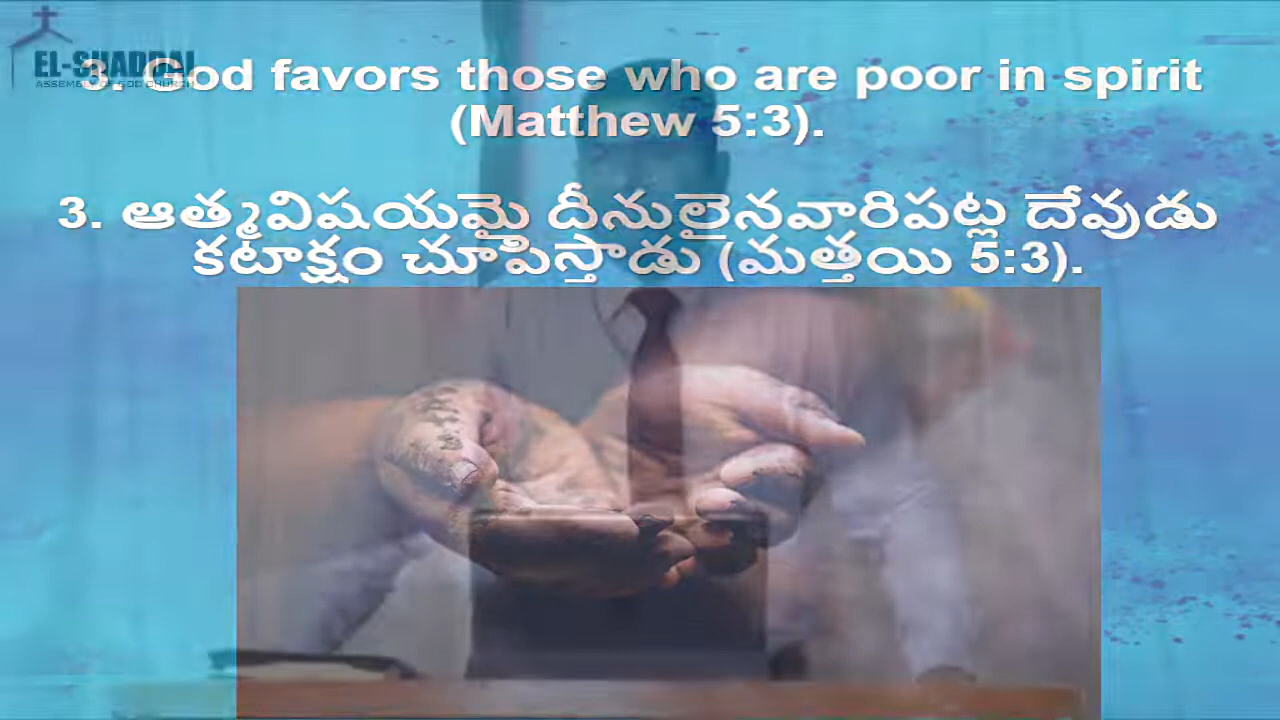 EL-SHADDAI
ASSEMBLY OF GOD CHURCH
3. God favors those who are poor in spirit
(Matthew 5:3).
3. ఆత్మవిషయమై దీనులైనవారిపట్ల దేవుడు
కటాక్షం చూపిస్తాడు (మత్తయి 5:3).